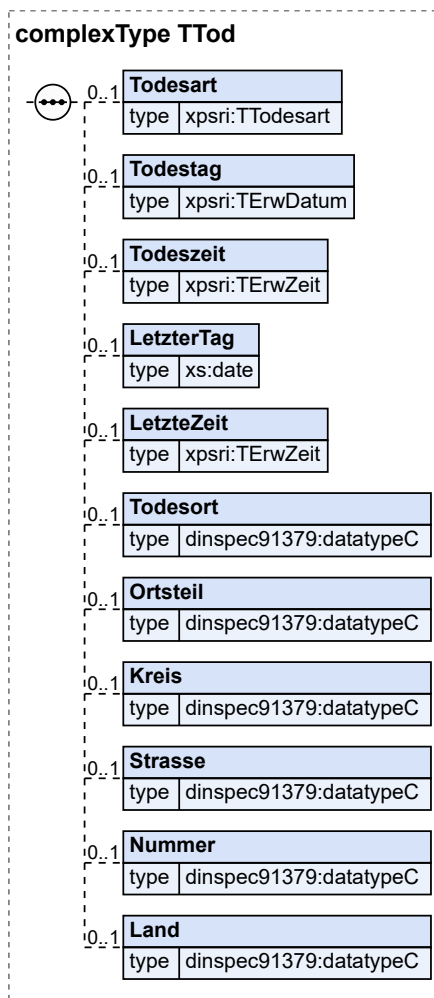 complexType TTod
0..1 Todesart
type xpsri:TTodesart
0..1 Todestag
type xpsri:TErwDatum
0..1 Todeszeit
type xpsri:TErwZeit
0..1 LetzterTag
type xs:date
0..1 LetzteZeit
type xpsri:TErwZeit
0..1 Todesort
type dinspec91379:datatypeC
0..1 Ortsteil
type dinspec91379:datatypeC
0..1 Kreis
type dinspec91379:datatypeC
0..1 Strasse
type dinspec91379:datatypeC
0..1 Nummer
type dinspec91379:datatypeC
0..1 Land
type dinspec91379:datatypeC